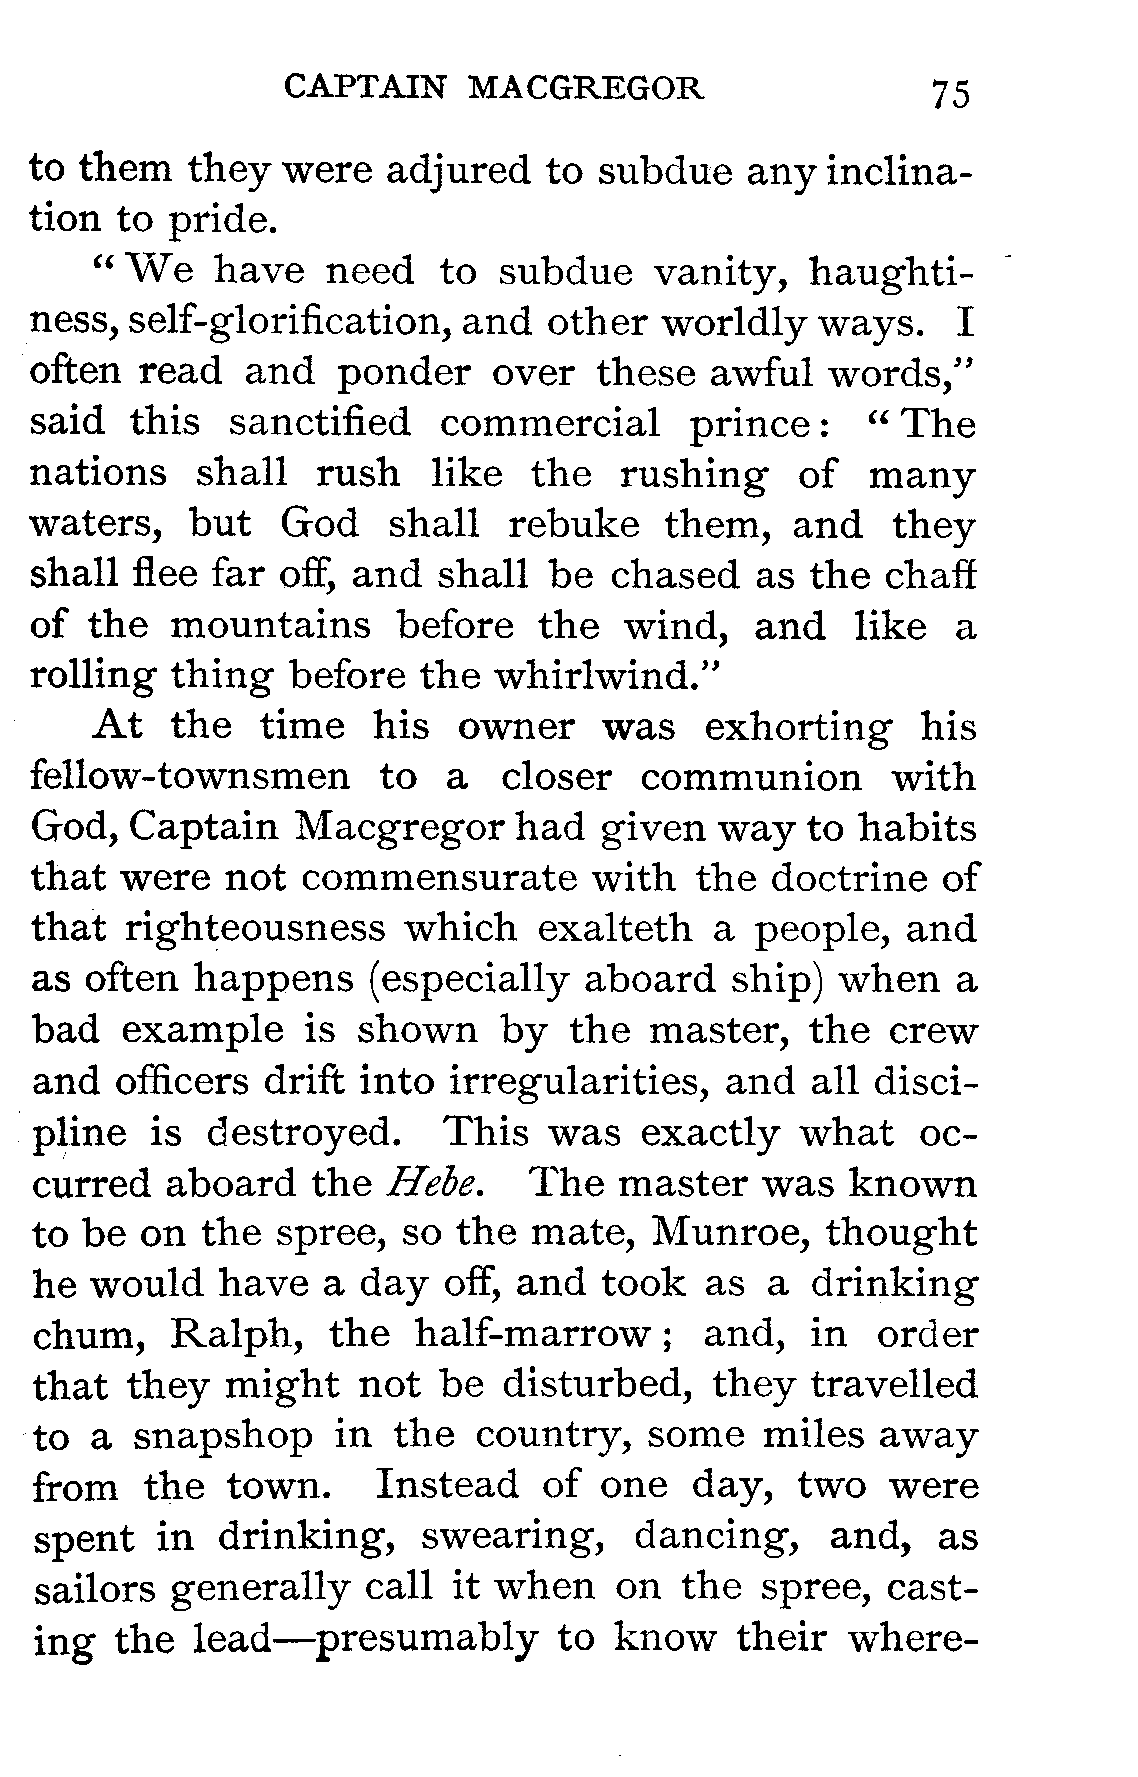 CAPTAIN MACGREGOR 75
to them they were adjured to subdue any inclina-
tion to pride.
“ We have need to subdue vanity, haughti-
ness, self-glorification, and other worldly ways. I
often read and ponder over these awful words,”
said this sanctified commercial prince : “ The
nations shall rush like the rushing of many
waters, but God shall rebuke them, and they
shall flee far off, and shall be chased as the chaff
of the mountains before the wind, and like a
rolling thing before the whirlwind.”
At the time his owner was exhorting his
fellow-townsmen to a closer communion with
God, Captain Macgregor had given way to habits
that were not commensurate with the doctrine of
that righteousness which exalteth a people, and
as often happens (especially aboard ship) when a
bad example is shown by the master, the crew
and officers drift into irregularities, and all disci-
pline is destroyed. This was exactly what oc-
curred aboard the Hebe. The master was known
to be on the spree, so the mate, Munroe, thought
he would have a day off, and took as a drinking
chum, Ralph, the half-marrow ; and, in order
that they might not be disturbed, they travelled
to a snapshop in the country, some miles away
from the town. Instead of one day, two were
spent in drinking, swearing, dancing, and, as
sailors generally call it when on the spree, cast-
ing the lead—presumably to know their where-